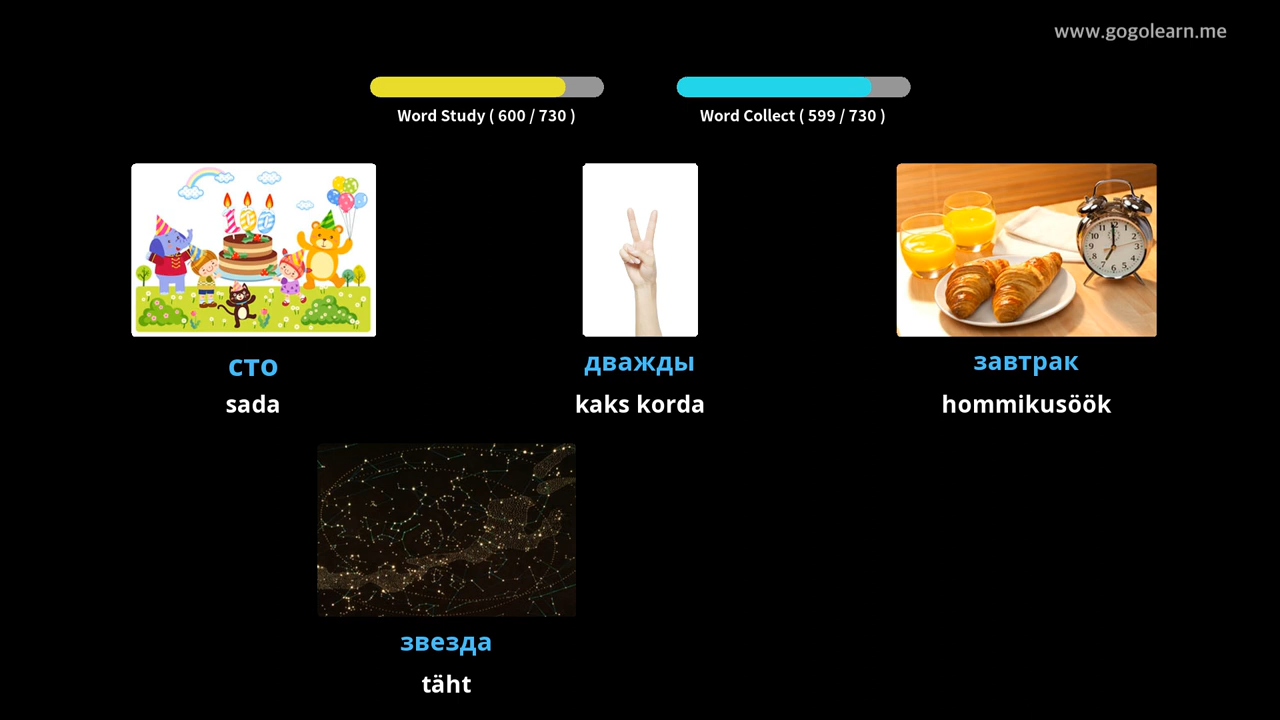 www.gogolearn.me
Word Study ( 600 / 730 )
Word Collect ( 599 / 730 )
100
сто
sada
дважды
kaks korda
завтрак
hommikusöök
звезда
täht